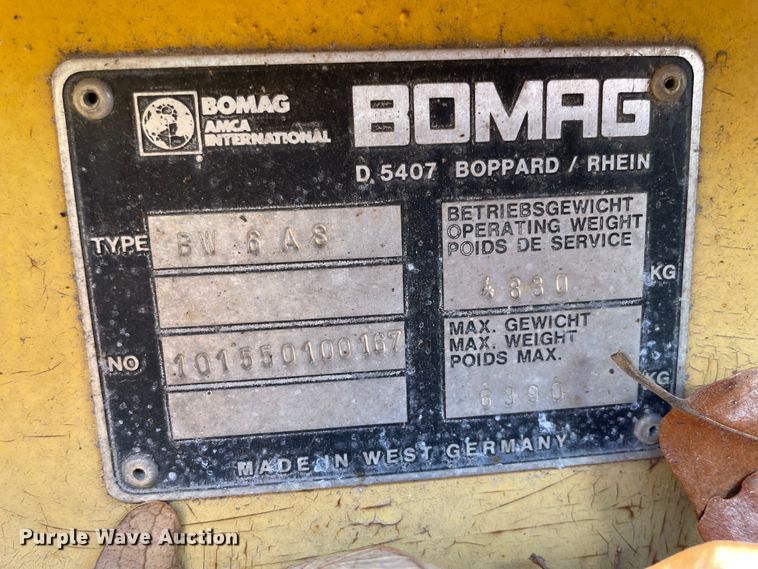 BOMAG
AMCA
INTERNATIONAL
BOMAG
D 5407 BOPPARD / RHEIN
TYPE BW 6 A S
NO 101550100167
BETRIEBSGEWICHT
OPERATING WEIGHT
POIDS DE SERVICE
4880 KG
MAX. GEWICHT
MAX. WEIGHT
POIDS MAX.
6390 KG
MADE IN WEST GERMANY
Purple Wave Auction